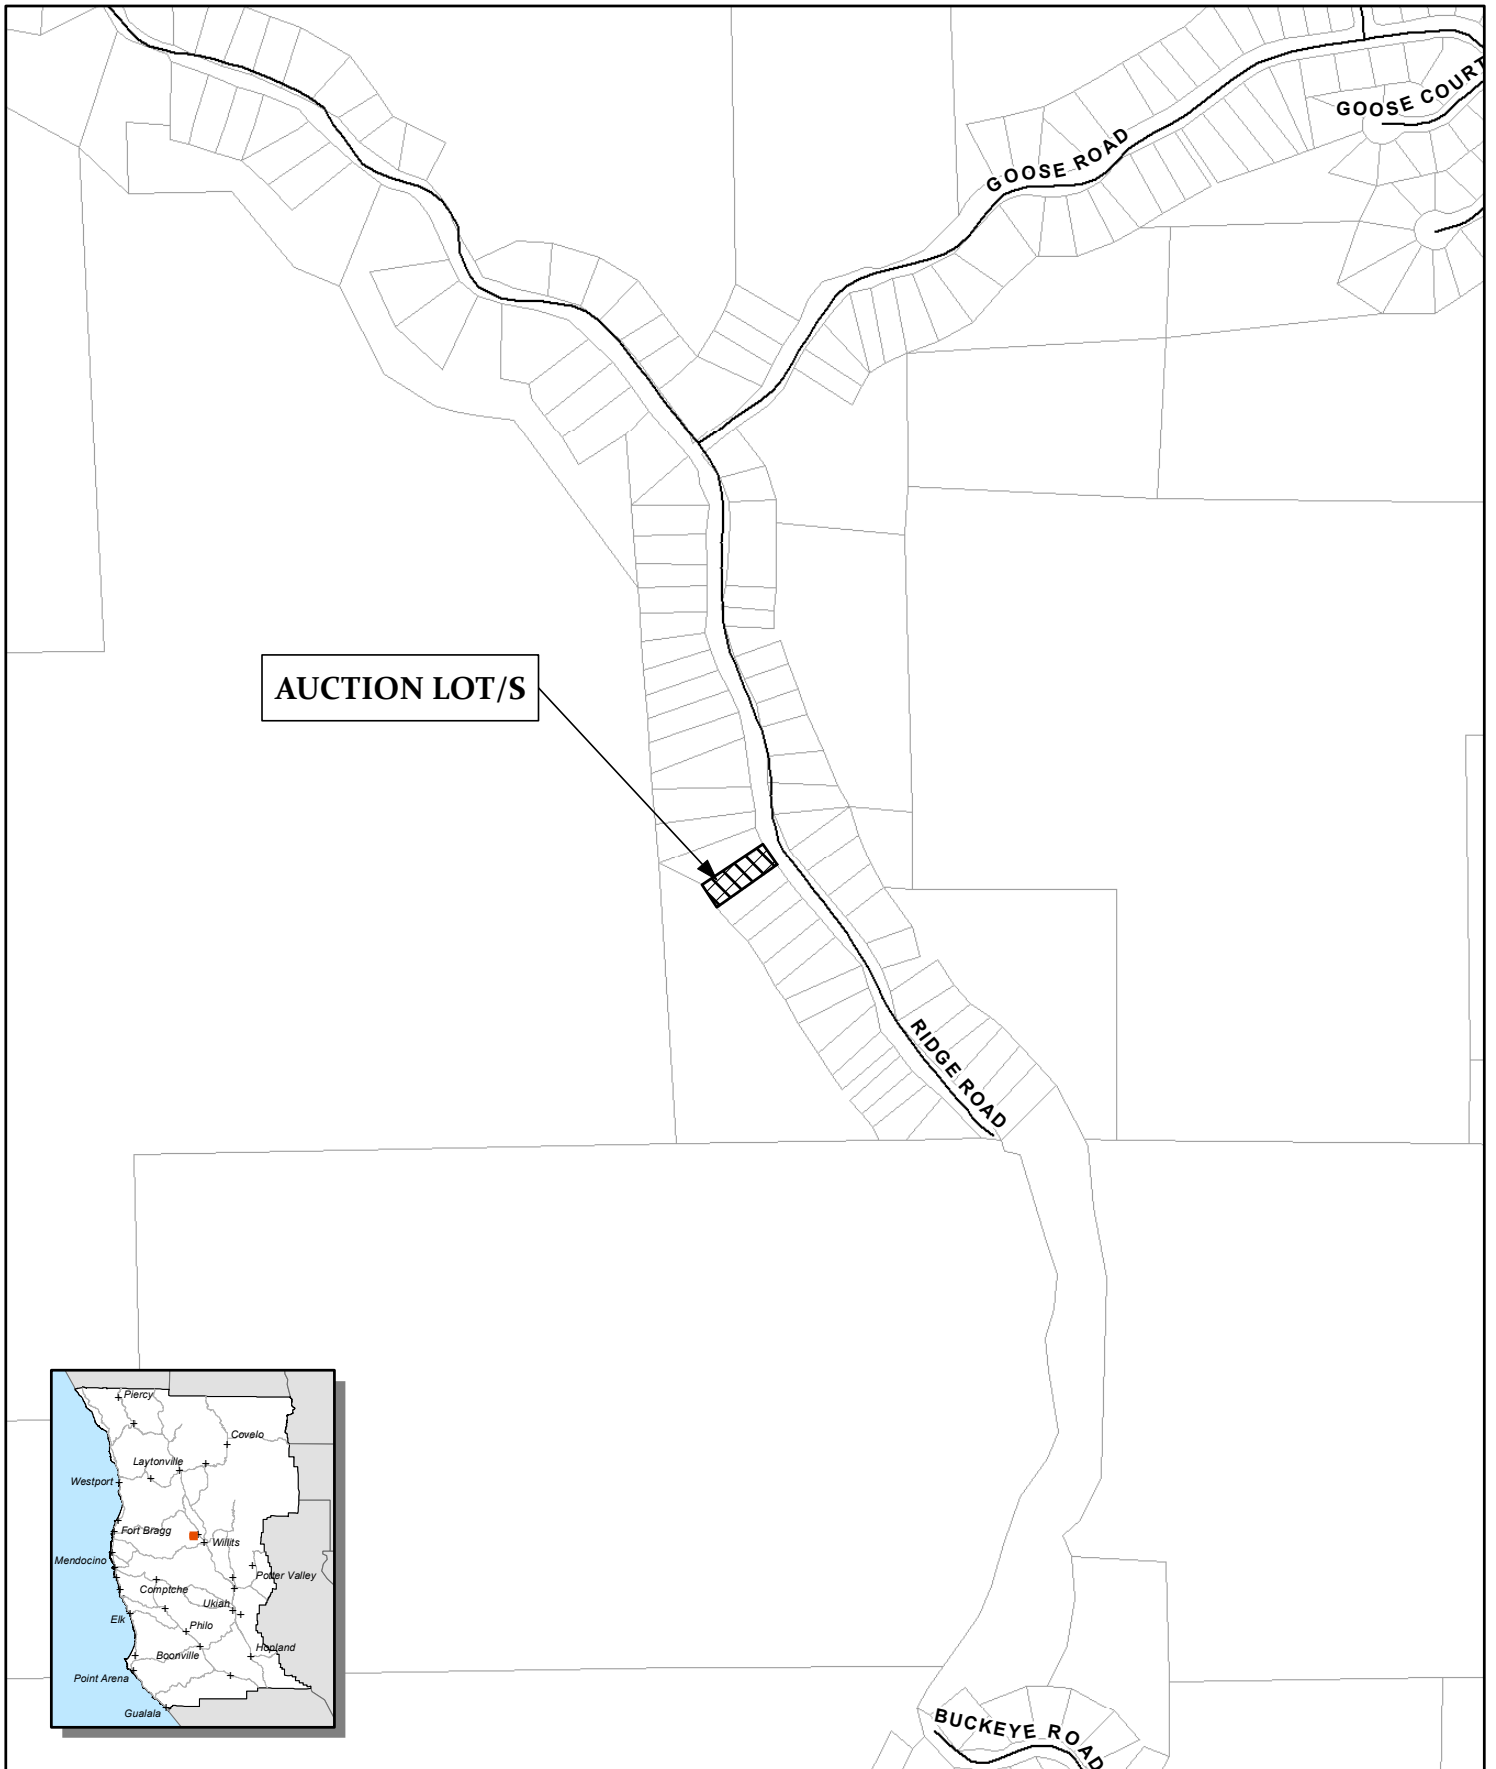 GOOSE COURT
GOOSE ROAD
AUCTION LOT/S
RIDGE ROAD
Piercy
Covelo
Laytonville
Westport
Fort Bragg
Willits
Mendocino
Potter Valley
Comptche
Ukiah
Elk
Philo
Hopland
Boonville
Point Arena
Gualala
BUCKEYE ROAD